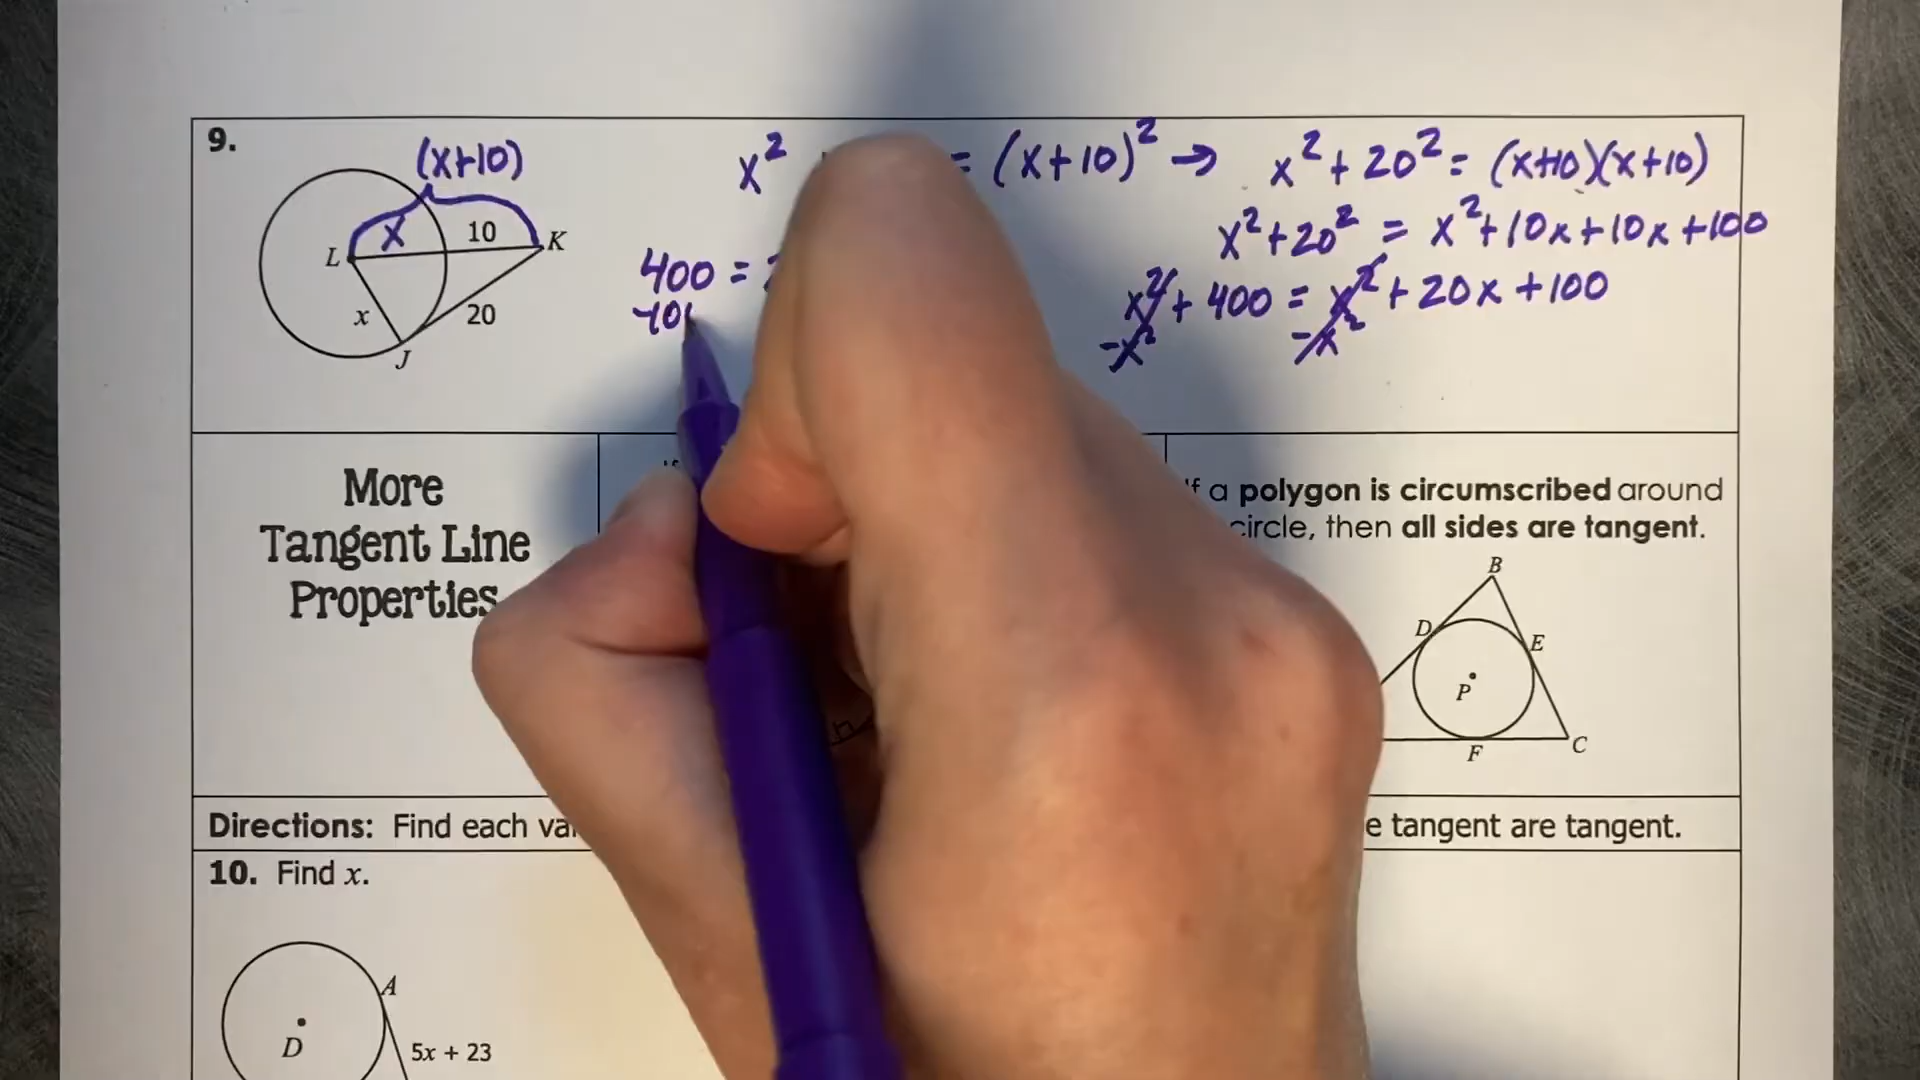 9.
(x+10)
x
10
L
K
x
20
J
x² = (x+10)² → x² + 20² = (x+10)(x+10)
x² + 20² = x² + 10x + 10x + 100
x² + 400 = x² + 20x + 100
-x² -x²
400 =
-10
More
Tangent Line
Properties
If a polygon is circumscribed around
circle, then all sides are tangent.
B
D
E
P
F
C
Directions: Find each tangent are tangent.
10. Find x.
A
D
5x + 23